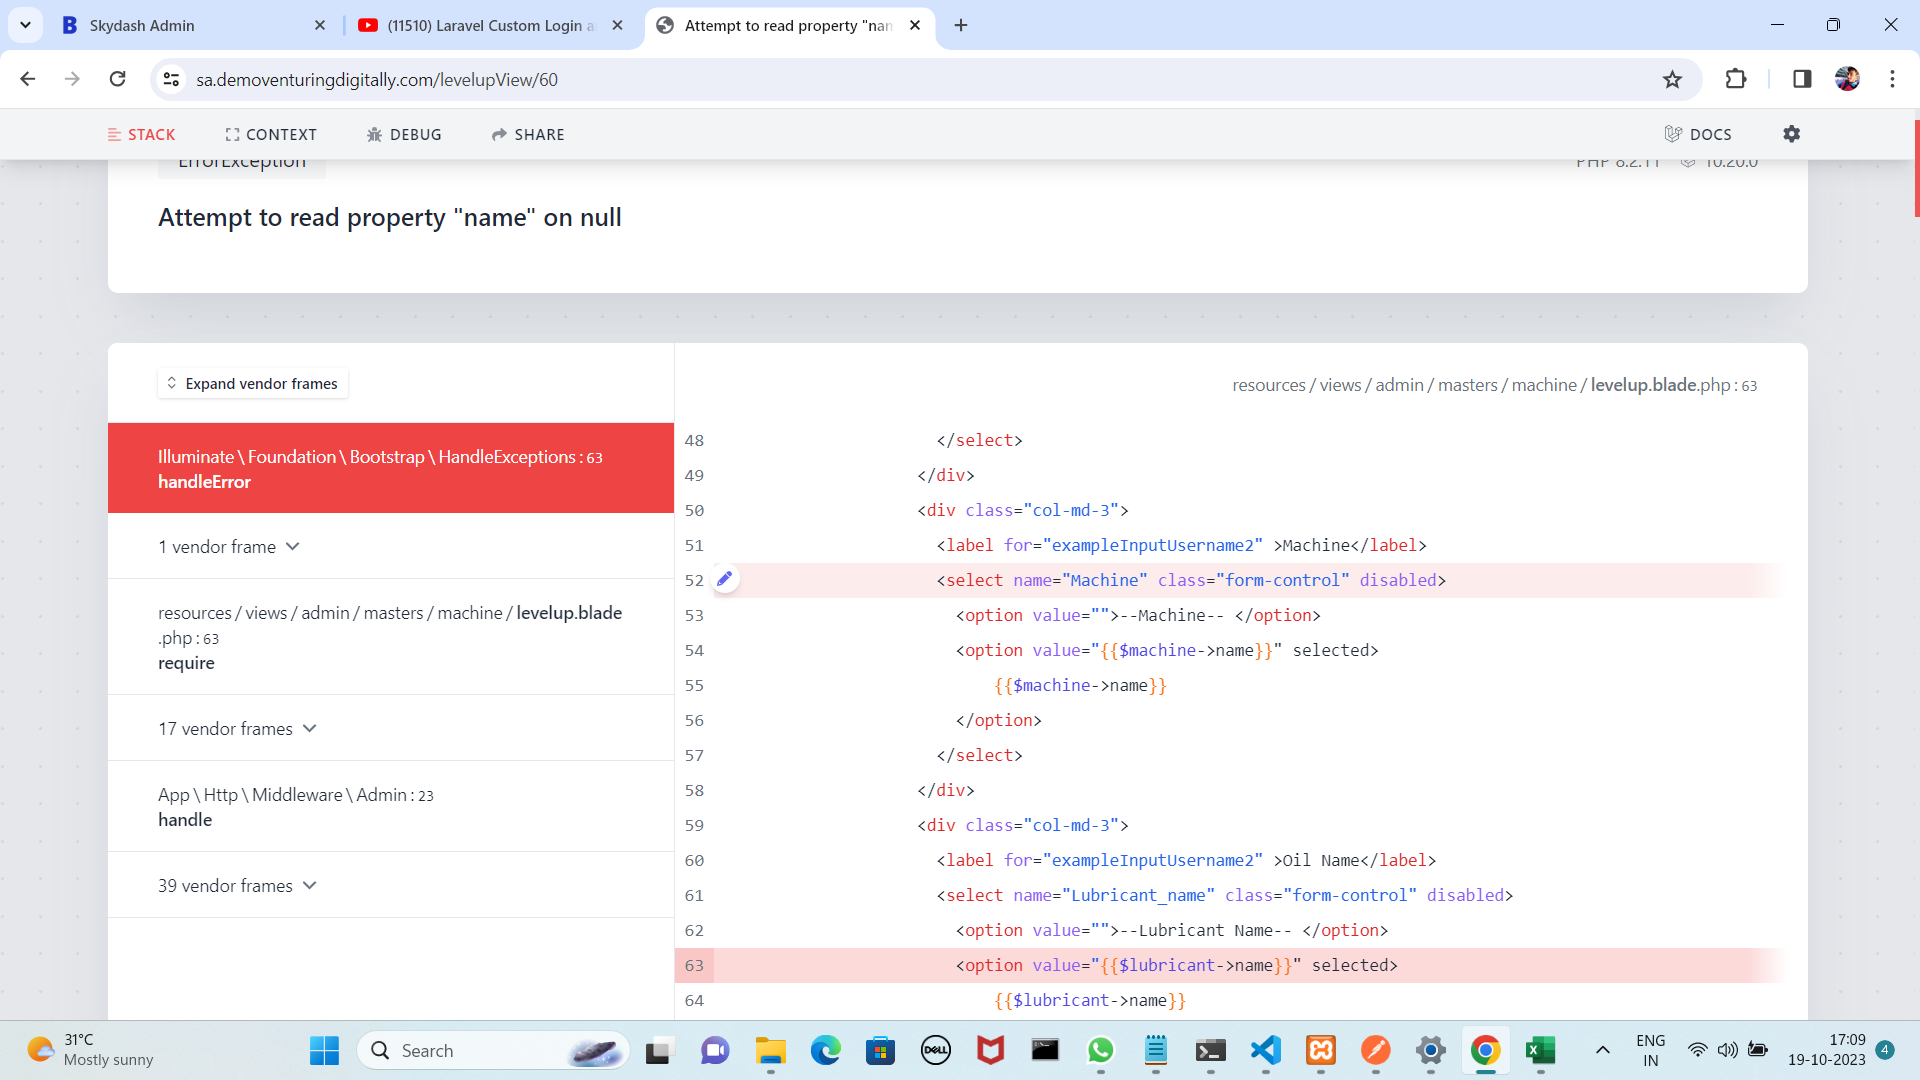 Skydash Admin
(11510) Laravel Custom Login a
Attempt to read property "nam
sa.demoventuringdigitally.com/levelupView/60
STACK
CONTEXT
DEBUG
SHARE
DOCS
ErrorException
PHP 8.2.11
10.20.0
Attempt to read property "name" on null
Expand vendor frames
resources / views / admin / masters / machine / levelup.blade.php : 63
Illuminate \ Foundation \ Bootstrap \ HandleExceptions : 63
handleError
1 vendor frame
resources / views / admin / masters / machine / levelup.blade
.php : 63
require
17 vendor frames
App \ Http \ Middleware \ Admin : 23
handle
39 vendor frames
48 </select>
49 </div>
50 <div class="col-md-3">
51 <label for="exampleInputUsername2" >Machine</label>
52 <select name="Machine" class="form-control" disabled>
53 <option value="">--Machine-- </option>
54 <option value="{{$machine->name}}" selected>
55 {{$machine->name}}
56 </option>
57 </select>
58 </div>
59 <div class="col-md-3">
60 <label for="exampleInputUsername2" >Oil Name</label>
61 <select name="Lubricant_name" class="form-control" disabled>
62 <option value="">--Lubricant Name-- </option>
63 <option value="{{$lubricant->name}}" selected>
64 {{$lubricant->name}}
31°C
Mostly sunny
Search
DELL
ENG
IN
17:09
19-10-2023
4